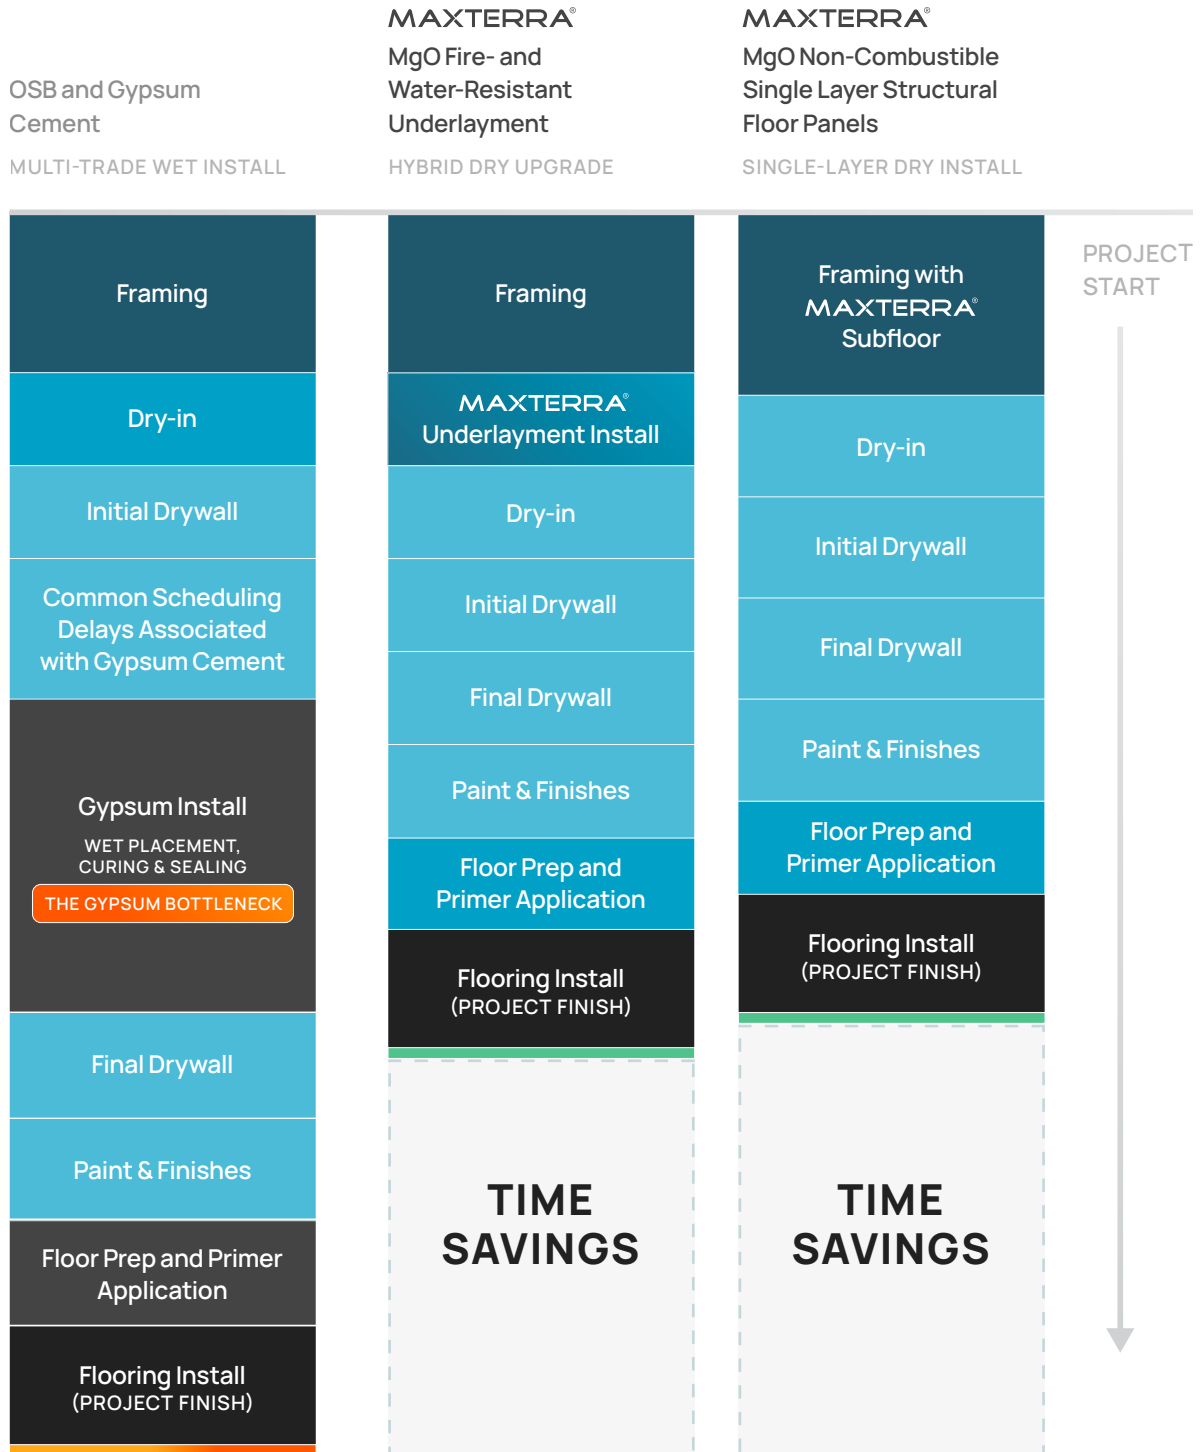 OSB and Gypsum
Cement
MULTI-TRADE WET INSTALL
MAXTERRA®
MgO Fire- and
Water-Resistant
Underlayment
HYBRID DRY UPGRADE
MAXTERRA®
MgO Non-Combustible
Single Layer Structural
Floor Panels
SINGLE-LAYER DRY INSTALL
Framing
Dry-in
Initial Drywall
Common Scheduling
Delays Associated
with Gypsum Cement
Gypsum Install
WET PLACEMENT,
CURING & SEALING
THE GYPSUM BOTTLENECK
Final Drywall
Paint & Finishes
Floor Prep and Primer
Application
Flooring Install
(PROJECT FINISH)
Framing
MAXTERRA®
Underlayment Install
Dry-in
Initial Drywall
Final Drywall
Paint & Finishes
Floor Prep and
Primer Application
Flooring Install
(PROJECT FINISH)
TIME
SAVINGS
Framing with
MAXTERRA®
Subfloor
Dry-in
Initial Drywall
Final Drywall
Paint & Finishes
Floor Prep and
Primer Application
Flooring Install
(PROJECT FINISH)
TIME
SAVINGS
PROJECT
START